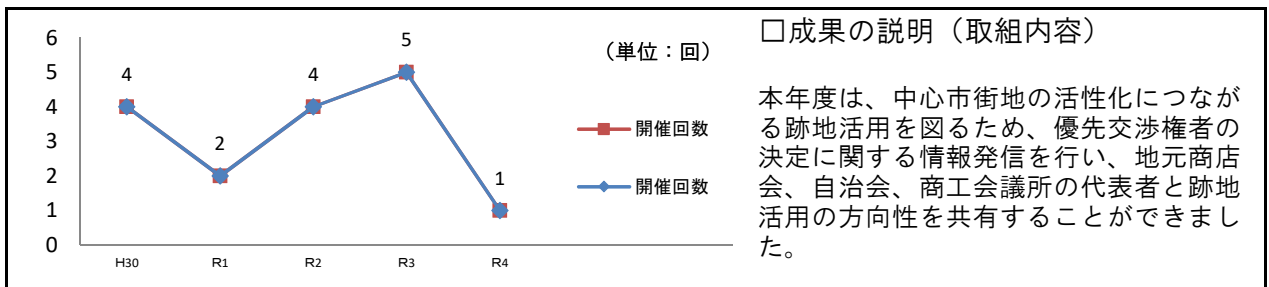 6
5
4
3
2
1
0
4
2
4
5
1
（単位：回）
開催回数
開催回数
H30
R1
R2
R3
R4
□成果の説明（取組内容）
本年度は、中心市街地の活性化につなが
る跡地活用を図るため、優先交渉権者の
決定に関する情報発信を行い、地元商店
会、自治会、商工会議所の代表者と跡地
活用の方向性を共有することができまし
た。